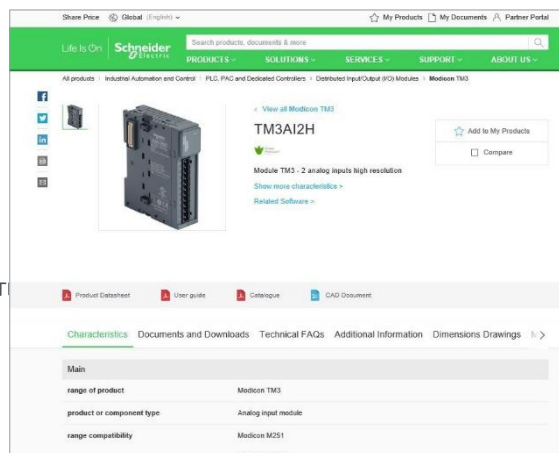 Share Price Global (English) My Products My Documents Partner Portal
Life Is On Schneider Electric
Search products, documents & more
PRODUCTS SOLUTIONS SERVICES SUPPORT ABOUT US
All products Industrial Automation and Control PLC, PAC and Dedicated Controllers Distributed Input/Output (I/O) Modules Modicon TM3
< View all Modicon TM3
TM3AI2H
Add to My Products
Compare
Module TM3 - 2 analog inputs high resolution
Show more characteristics >
Related Software >
Product Datasheet User guide Catalogue CAD Document
Characteristics Documents and Downloads Technical FAQs Additional Information Dimensions Drawings
Main
range of product Modicon TM3
product or component type Analog input module
range compatibility Modicon M251